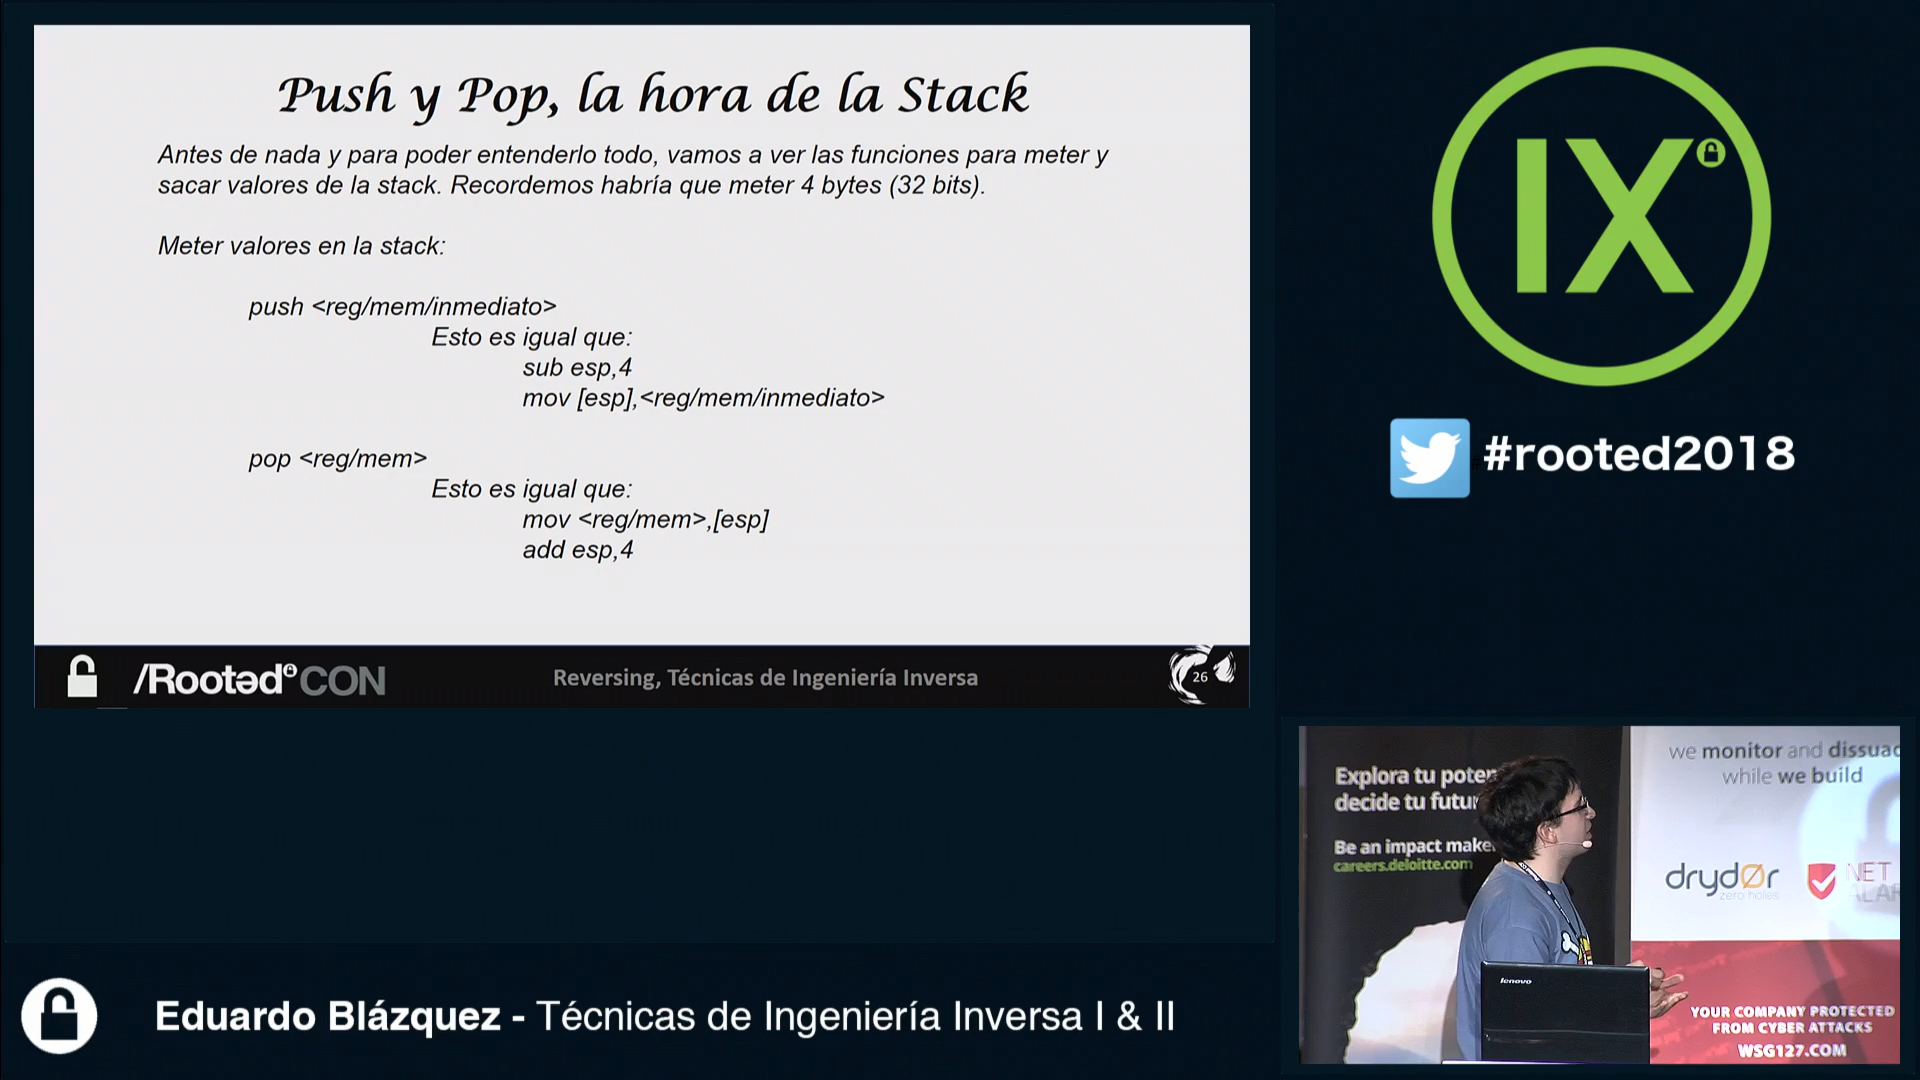 Push y Pop, la hora de la Stack
Antes de nada y para poder entenderlo todo, vamos a ver las funciones para meter y
sacar valores de la stack. Recordemos habría que meter 4 bytes (32 bits).
Meter valores en la stack:
push <reg/mem/inmediato>
Esto es igual que:
sub esp,4
mov [esp],<reg/mem/inmediato>
pop <reg/mem>
Esto es igual que:
mov <reg/mem>,[esp]
add esp,4
/Rooted CON
Reversing, Técnicas de Ingeniería Inversa
26
IX
#rooted2018
Explora tu poten
decide tu futu
Be an impact make
careers.deloitte.com
we monitor and dissuad
while we build
drydØr
zero holes
NET
ALAR
lenovo
YOUR COMPANY PROTECTED
FROM CYBER ATTACKS
WSG127.COM
Eduardo Blázquez - Técnicas de Ingeniería Inversa I & II